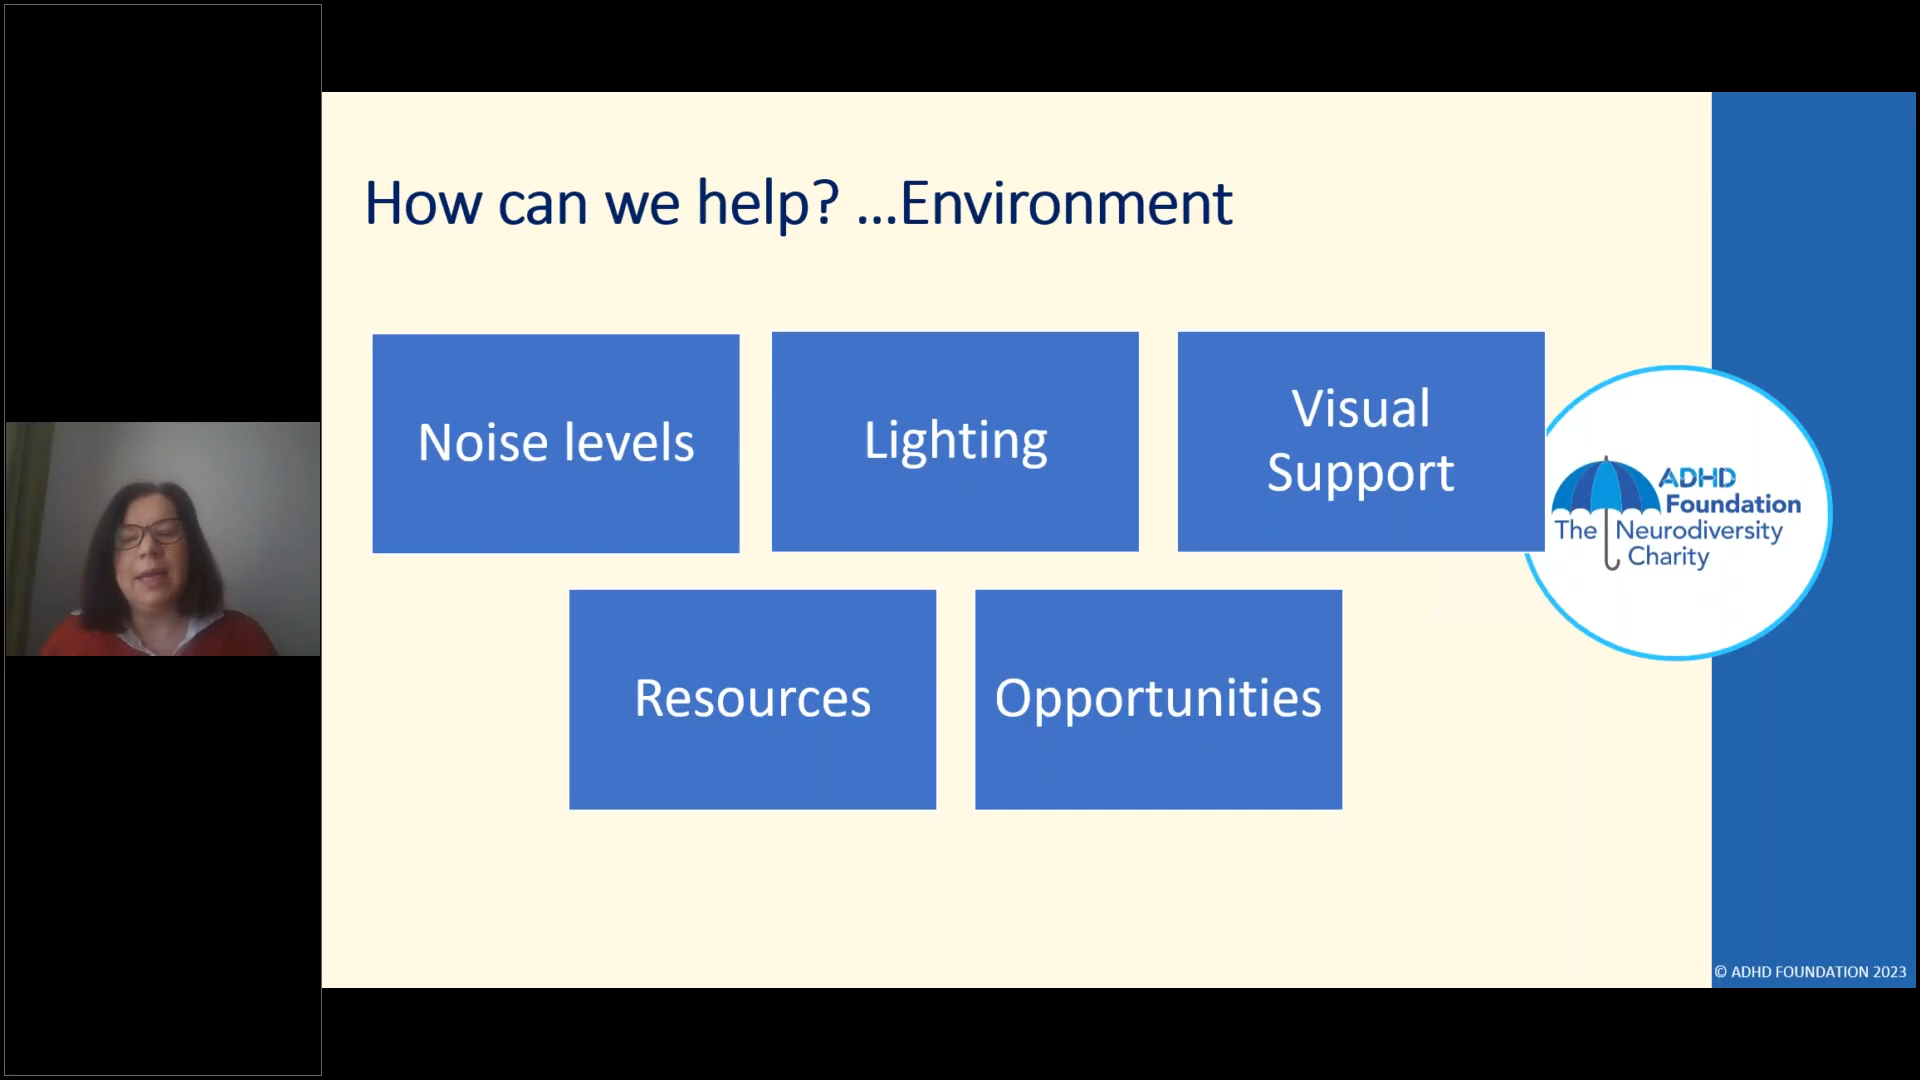 How can we help? ...Environment
Noise levels
Lighting
Visual
Support
Resources
Opportunities
ADHD
Foundation
The Neurodiversity
Charity
© ADHD FOUNDATION 2023